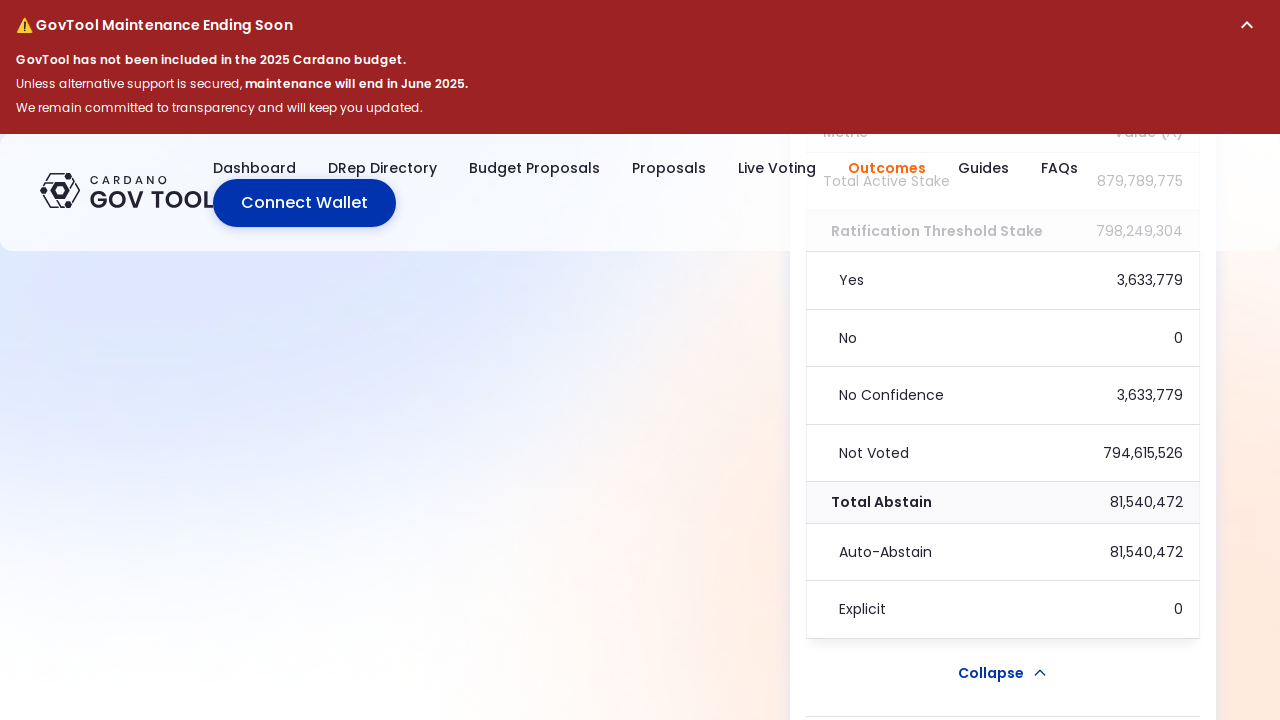 ⚠️ GovTool Maintenance Ending Soon
GovTool has not been included in the 2025 Cardano budget.
Unless alternative support is secured, maintenance will end in June 2025.
We remain committed to transparency and will keep you updated.
Metric Value (₳)
CARDANO
GOV TOOL
Dashboard DRep Directory Budget Proposals Proposals Live Voting Outcomes Guides FAQs
Connect Wallet
Total Active Stake 879,789,775
Ratification Threshold Stake 798,249,304
Yes 3,633,779
No 0
No Confidence 3,633,779
Not Voted 794,615,526
Total Abstain 81,540,472
Auto-Abstain 81,540,472
Explicit 0
Collapse